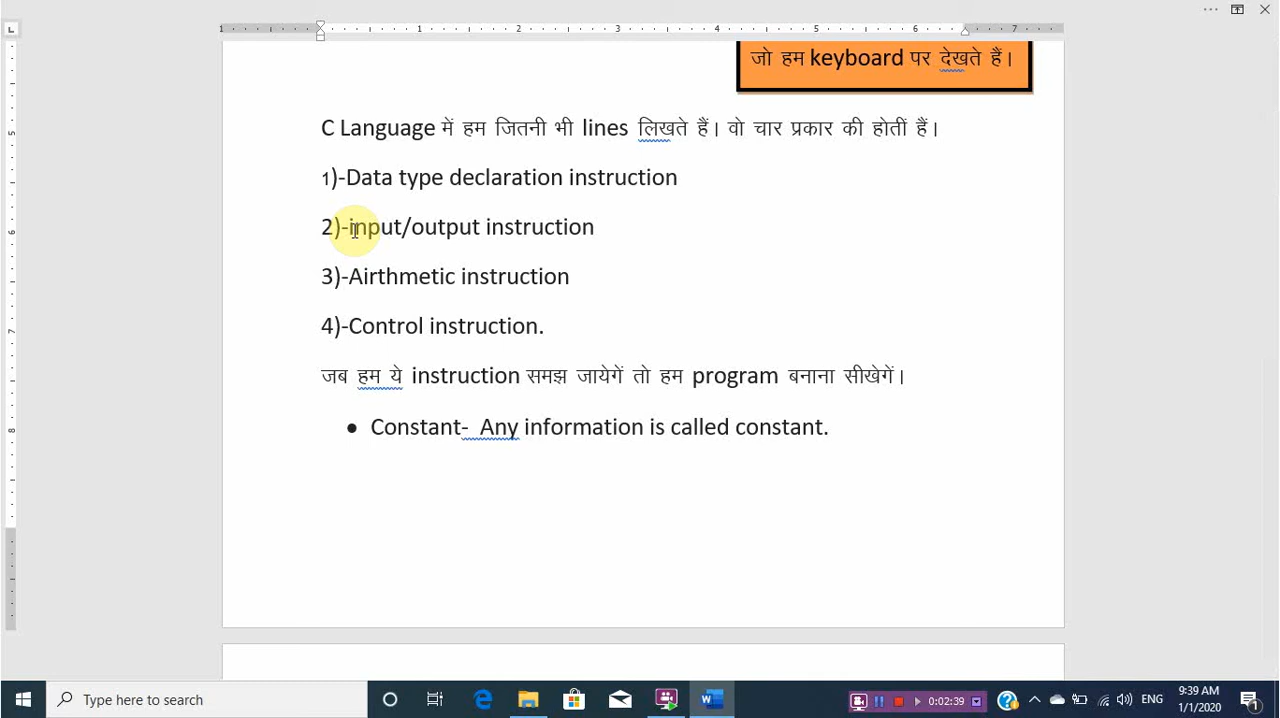 जो हम keyboard पर देखते हैं।
C Language में हम जितनी भी lines लिखते हैं। वो चार प्रकार की होतीं हैं।
1)-Data type declaration instruction
2)-input/output instruction
3)-Airthmetic instruction
4)-Control instruction.
जब हम ये instruction समझ जायेगें तो हम program बनाना सीखेगें।
• Constant- Any information is called constant.
Type here to search
0:02:39
ENG
9:39 AM
1/1/2020